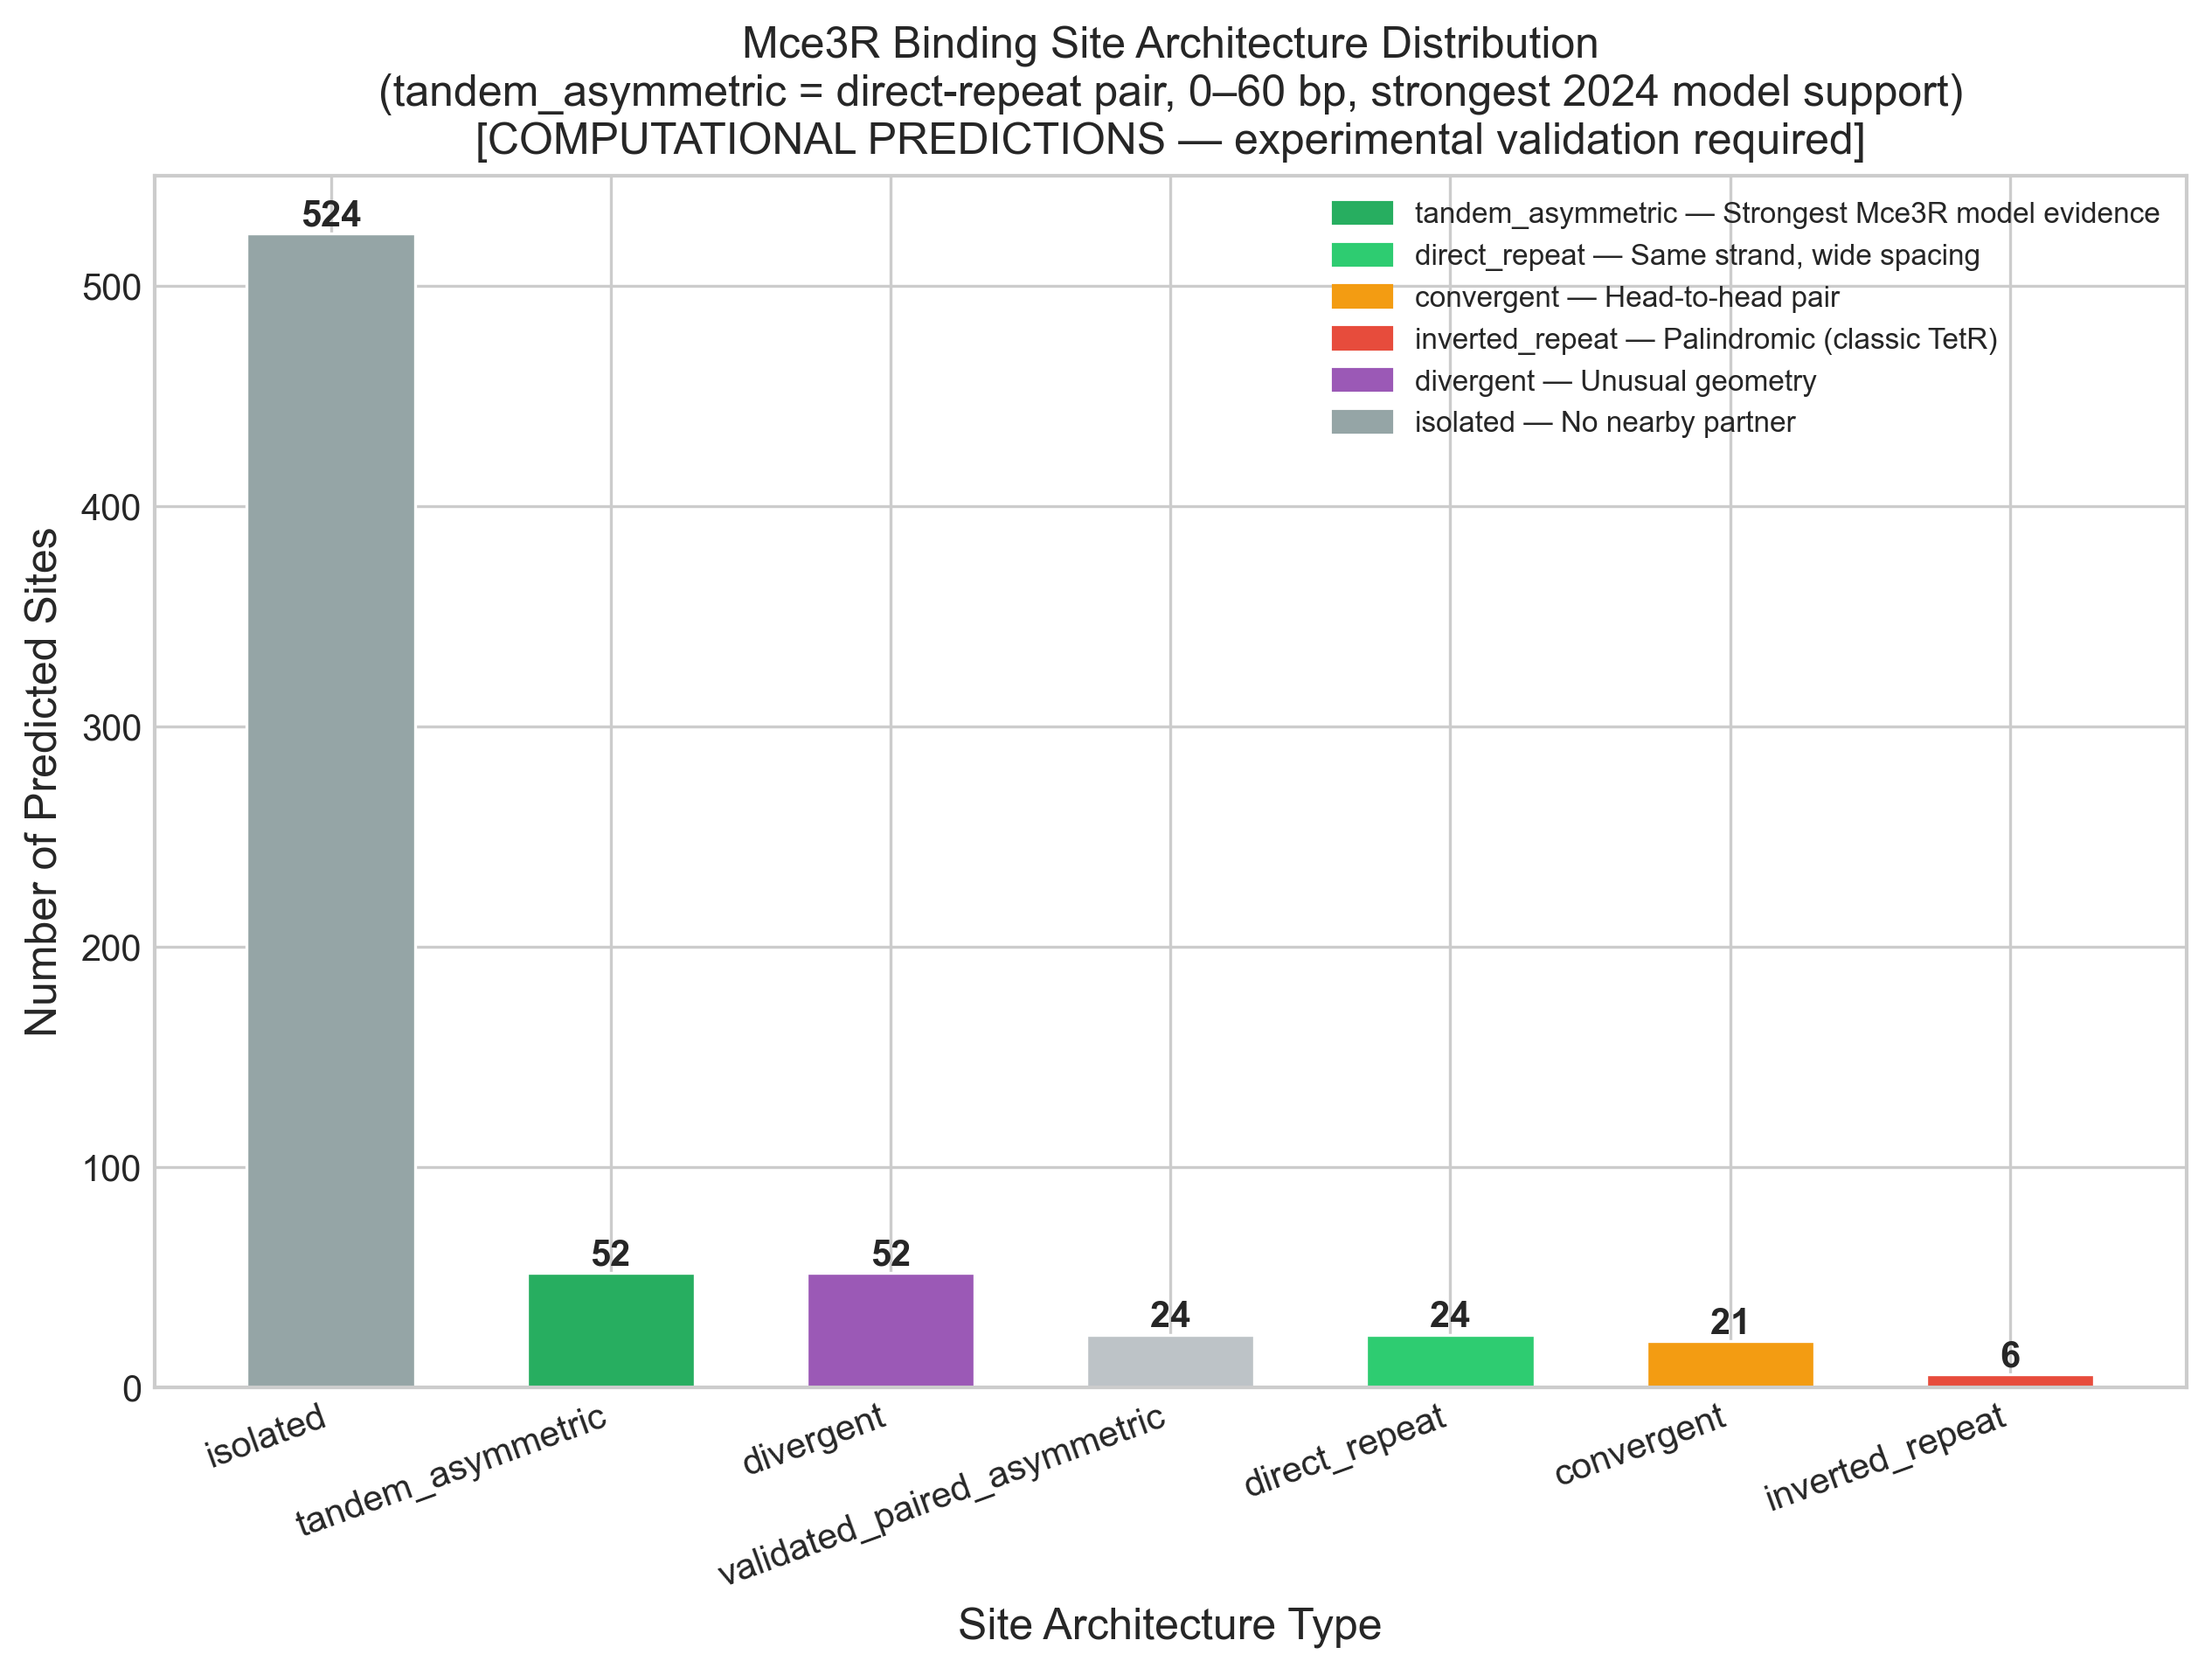 Mce3R Binding Site Architecture Distribution
(tandem_asymmetric = direct-repeat pair, 0–60 bp, strongest 2024 model support)
[COMPUTATIONAL PREDICTIONS — experimental validation required]
tandem_asymmetric — Strongest Mce3R model evidence
direct_repeat — Same strand, wide spacing
convergent — Head-to-head pair
inverted_repeat — Palindromic (classic TetR)
divergent — Unusual geometry
isolated — No nearby partner
Number of Predicted Sites
500
400
300
200
100
0
524
52
52
24
24
21
6
isolated
tandem_asymmetric
divergent
validated_paired_asymmetric
direct_repeat
convergent
inverted_repeat
Site Architecture Type